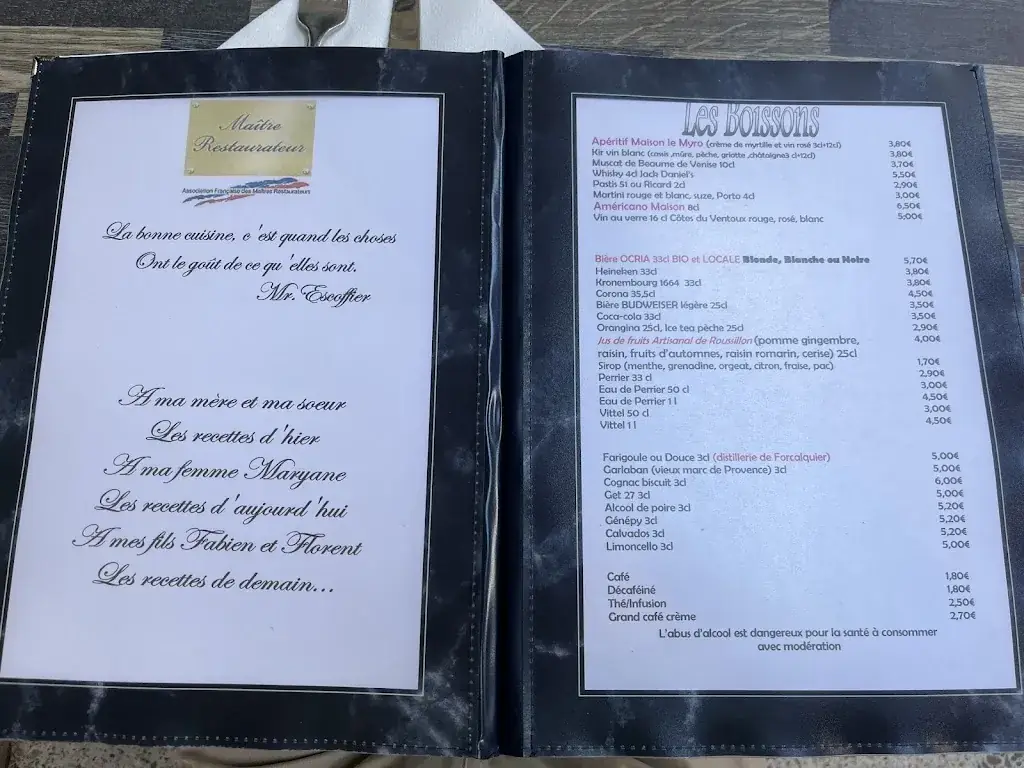 Maître
Restaurateur
Association Française des Maîtres Restaurateurs
La bonne cuisine, c'est quand les choses
Ont le goût de ce qu'elles sont.
Mr. Escoffier
A ma mère et ma soeur
Les recettes d'hier
A ma femme Maryane
Les recettes d'aujourd'hui
A mes fils Fabien et Florent
Les recettes de demain...
Les Boissons
Apéritif Maison le Myro (crème de myrtille et vin rosé 3cl+12cl) 3,80€
Kir vin blanc (casis ,mûre, pèche, griotte ,châtaigne3 cl+12cl) 3,80€
Muscat de Beaume de Venise 10cl 3,70€
Whisky 4cl Jack Daniel's 5,50€
Pastis 51 ou Ricard 2cl 2,90€
Martini rouge et blanc, suze, Porto 4cl 3,00€
Américano Maison 8cl 6,50€
Vin au verre 16 cl Côtes du Ventoux rouge, rosé, blanc 5,00€
Bière OCRIA 33cl BIO et LOCALE Blonde, Blanche ou Noire 5,70€
Heineken 33cl 3,80€
Kronembourg 1664 33cl 3,80€
Corona 35,5cl 4,50€
Bière BUDWEISER légère 25cl 3,50€
Coca-cola 33cl 3,50€
Orangina 25cl, Ice tea pèche 25cl 2,90€
Jus de fruits Artisanal de Roussillon (pomme gingembre, 4,00€
raisin, fruits d'automnes, raisin romarin, cerise) 25cl
Sirop (menthe, grenadine, orgeat, citron, fraise, pac) 1,70€
Perrier 33 cl 2,90€
Eau de Perrier 50 cl 3,00€
Eau de Perrier 1 l 4,50€
Vittel 50 cl 3,00€
Vittel 1 l 4,50€
Farigoule ou Douce 3cl (distillerie de Forcalquier) 5,00€
Garlaban (vieux marc de Provence) 3cl 5,00€
Cognac biscuit 3cl 6,00€
Get 27 3cl 5,00€
Alcool de poire 3cl 5,20€
Génépy 3cl 5,20€
Calvados 3cl 5,20€
Limoncello 3cl 5,00€
Café 1,80€
Décaféiné 1,80€
Thé/Infusion 2,50€
Grand café crème 2,70€
L'abus d'alcool est dangereux pour la santé à consommer
avec modération